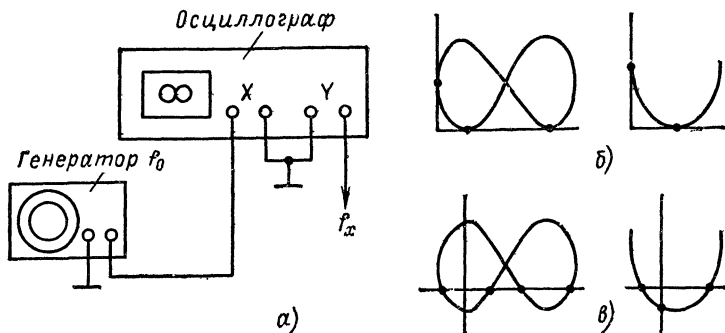 Осциллограф
X Y
Генератор f₀
fₓ
а)
б)
в)